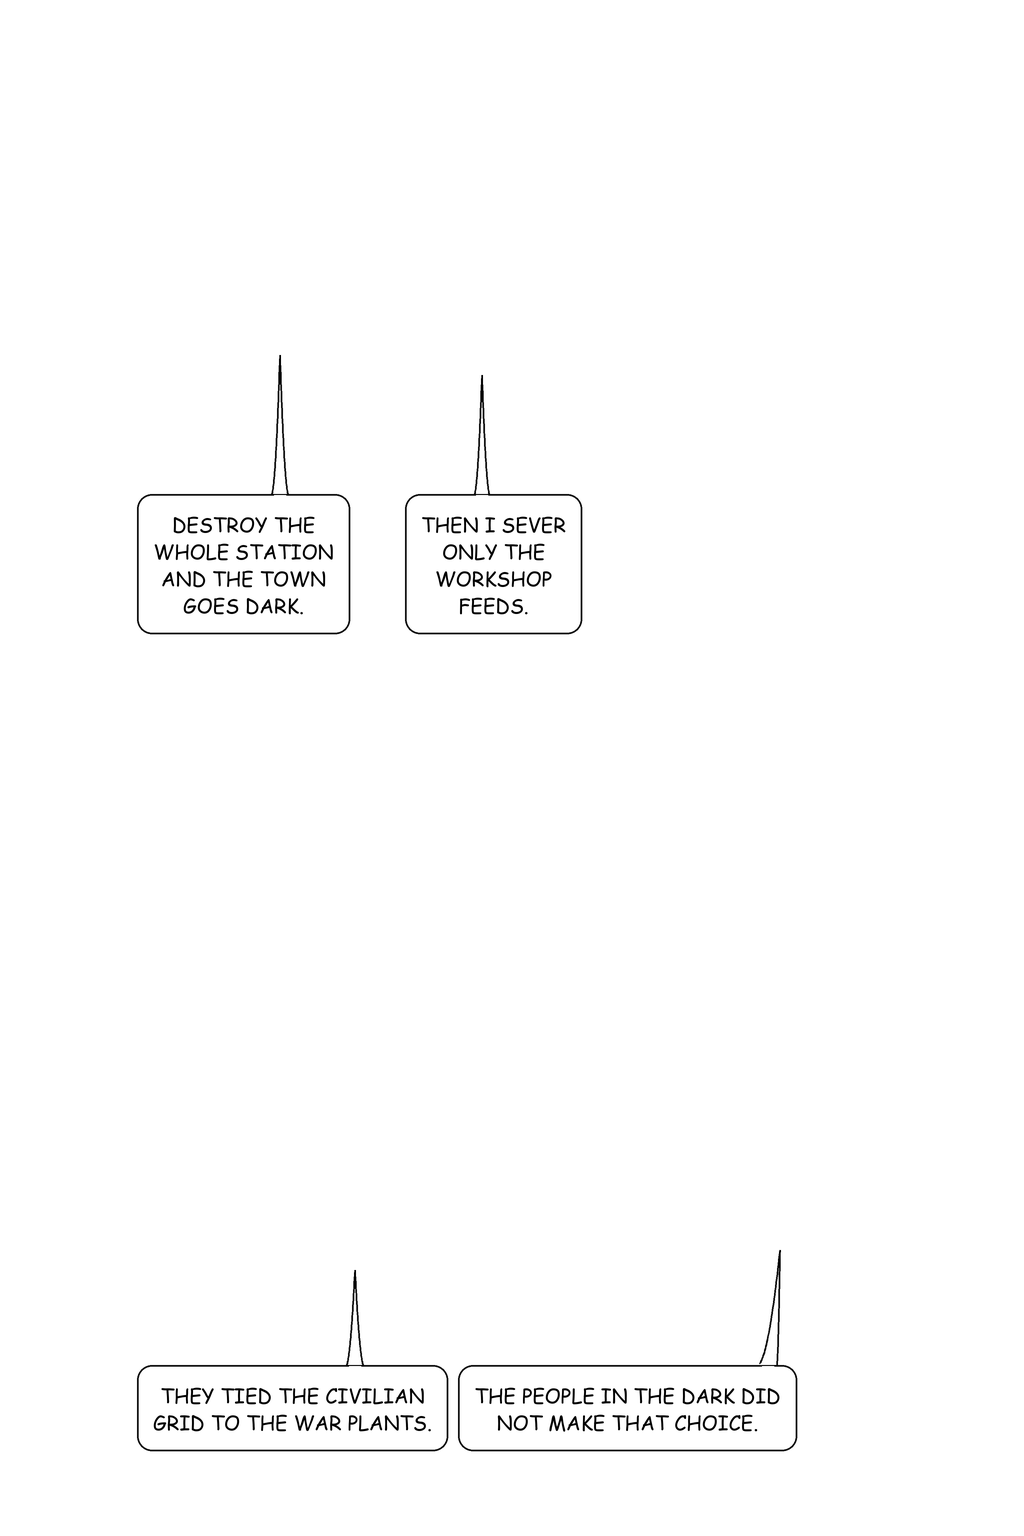 DESTROY THE
WHOLE STATION
AND THE TOWN
GOES DARK.
THEN I SEVER
ONLY THE
WORKSHOP
FEEDS.
THEY TIED THE CIVILIAN
GRID TO THE WAR PLANTS.
THE PEOPLE IN THE DARK DID
NOT MAKE THAT CHOICE.